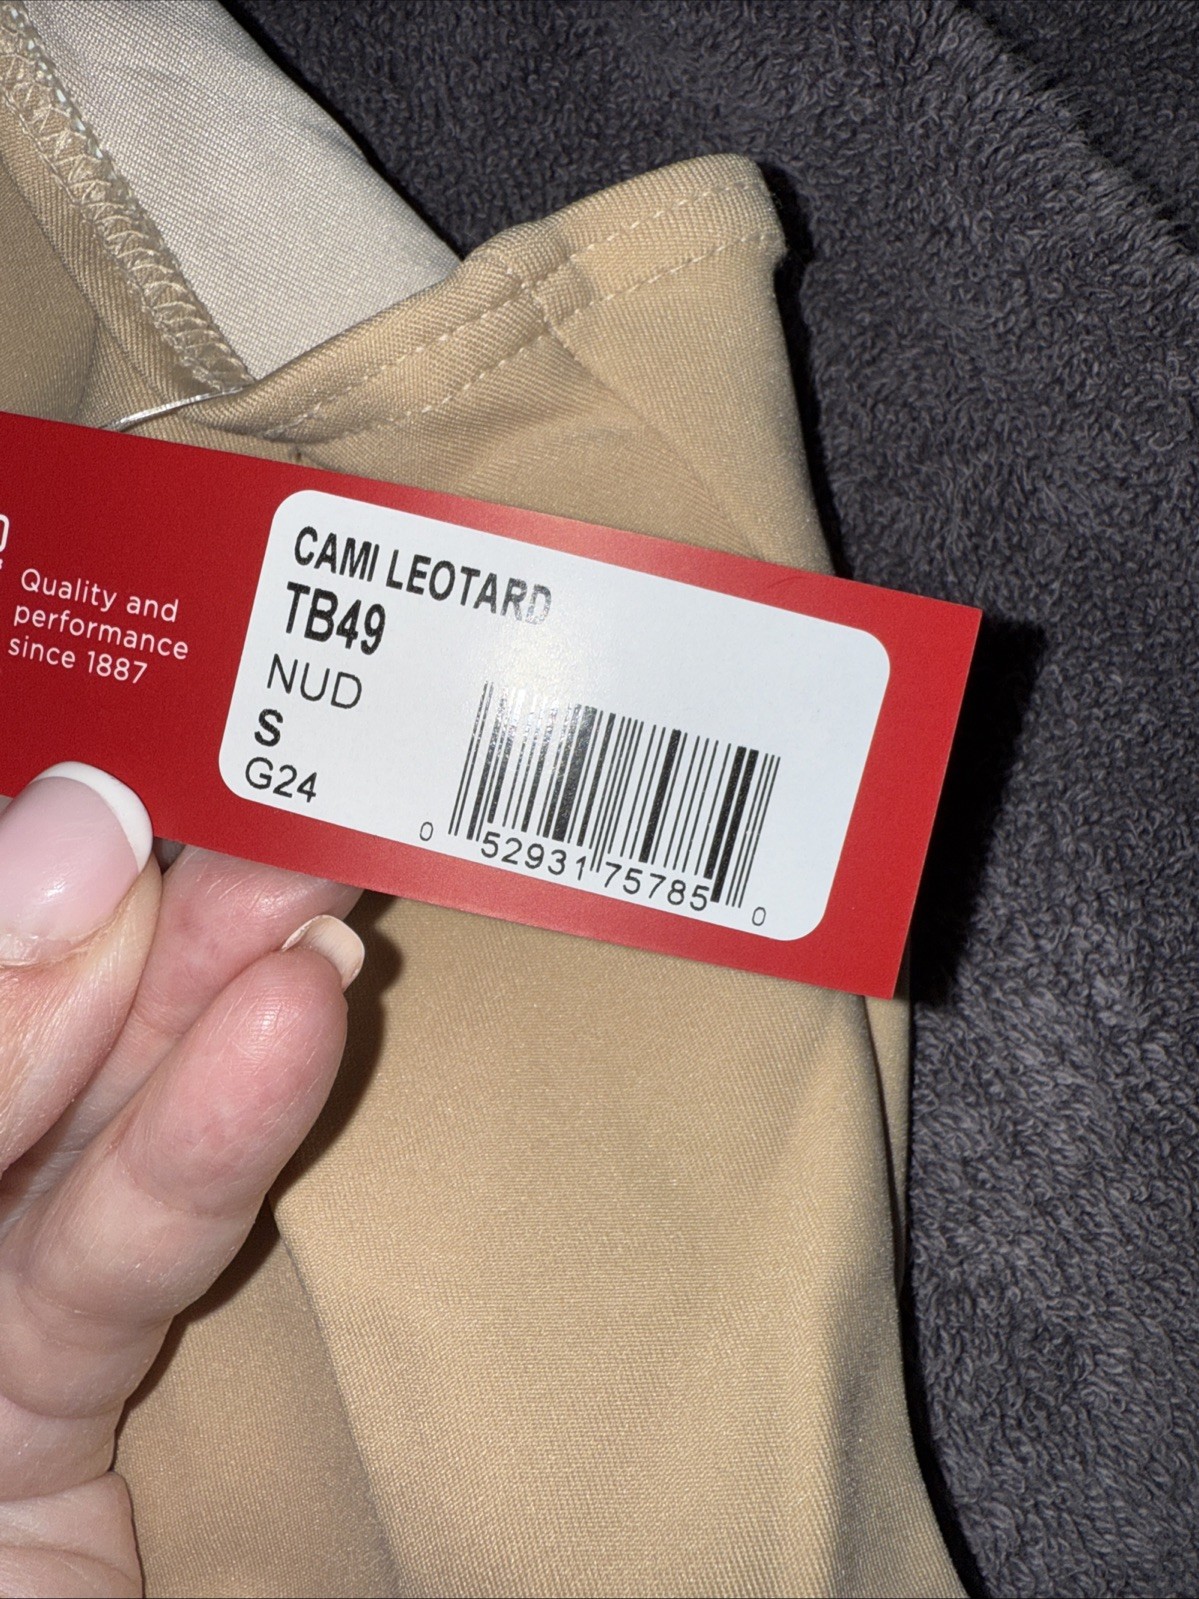 Quality and
performance
since 1887
CAMI LEOTARD
TB49
NUD
S
G24
0 52931 75785 0